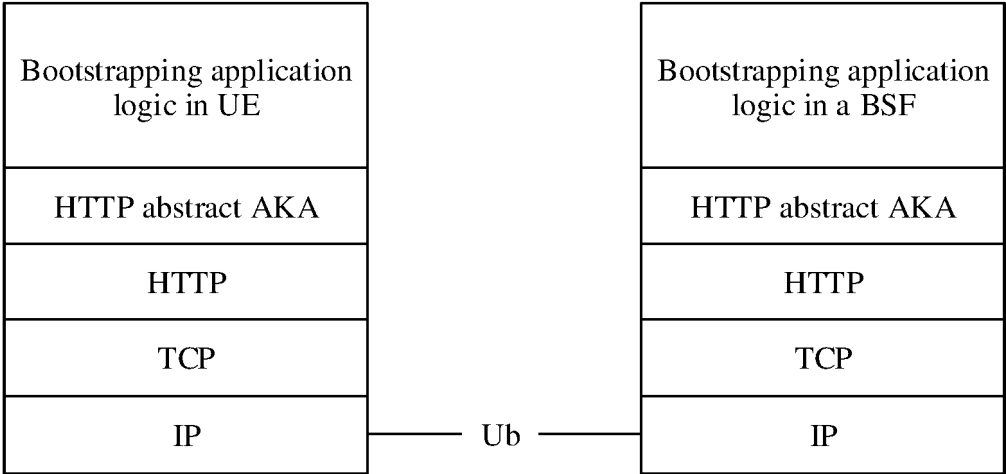 Bootstrapping application
logic in UE
HTTP abstract AKA
HTTP
TCP
IP
Ub
Bootstrapping application
logic in a BSF
HTTP abstract AKA
HTTP
TCP
IP